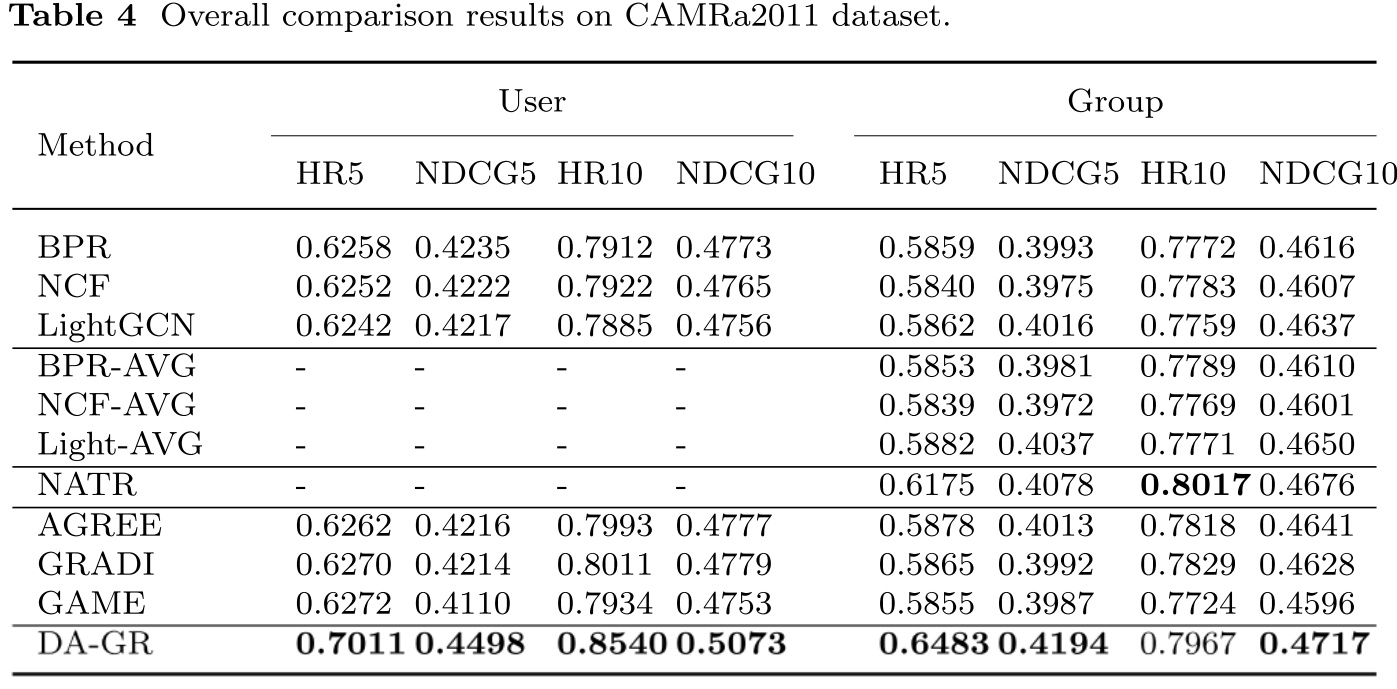 Table 4 Overall comparison results on CAMRa2011 dataset.
User Group
Method
HR5 NDCG5 HR10 NDCG10 HR5 NDCG5 HR10 NDCG10
BPR 0.6258 0.4235 0.7912 0.4773 0.5859 0.3993 0.7772 0.4616
NCF 0.6252 0.4222 0.7922 0.4765 0.5840 0.3975 0.7783 0.4607
LightGCN 0.6242 0.4217 0.7885 0.4756 0.5862 0.4016 0.7759 0.4637
BPR-AVG - - - - 0.5853 0.3981 0.7789 0.4610
NCF-AVG - - - - 0.5839 0.3972 0.7769 0.4601
Light-AVG - - - - 0.5882 0.4037 0.7771 0.4650
NATR - - - - 0.6175 0.4078 0.8017 0.4676
AGREE 0.6262 0.4216 0.7993 0.4777 0.5878 0.4013 0.7818 0.4641
GRADI 0.6270 0.4214 0.8011 0.4779 0.5865 0.3992 0.7829 0.4628
GAME 0.6272 0.4110 0.7934 0.4753 0.5855 0.3987 0.7724 0.4596
DA-GR 0.7011 0.4498 0.8540 0.5073 0.6483 0.4194 0.7967 0.4717